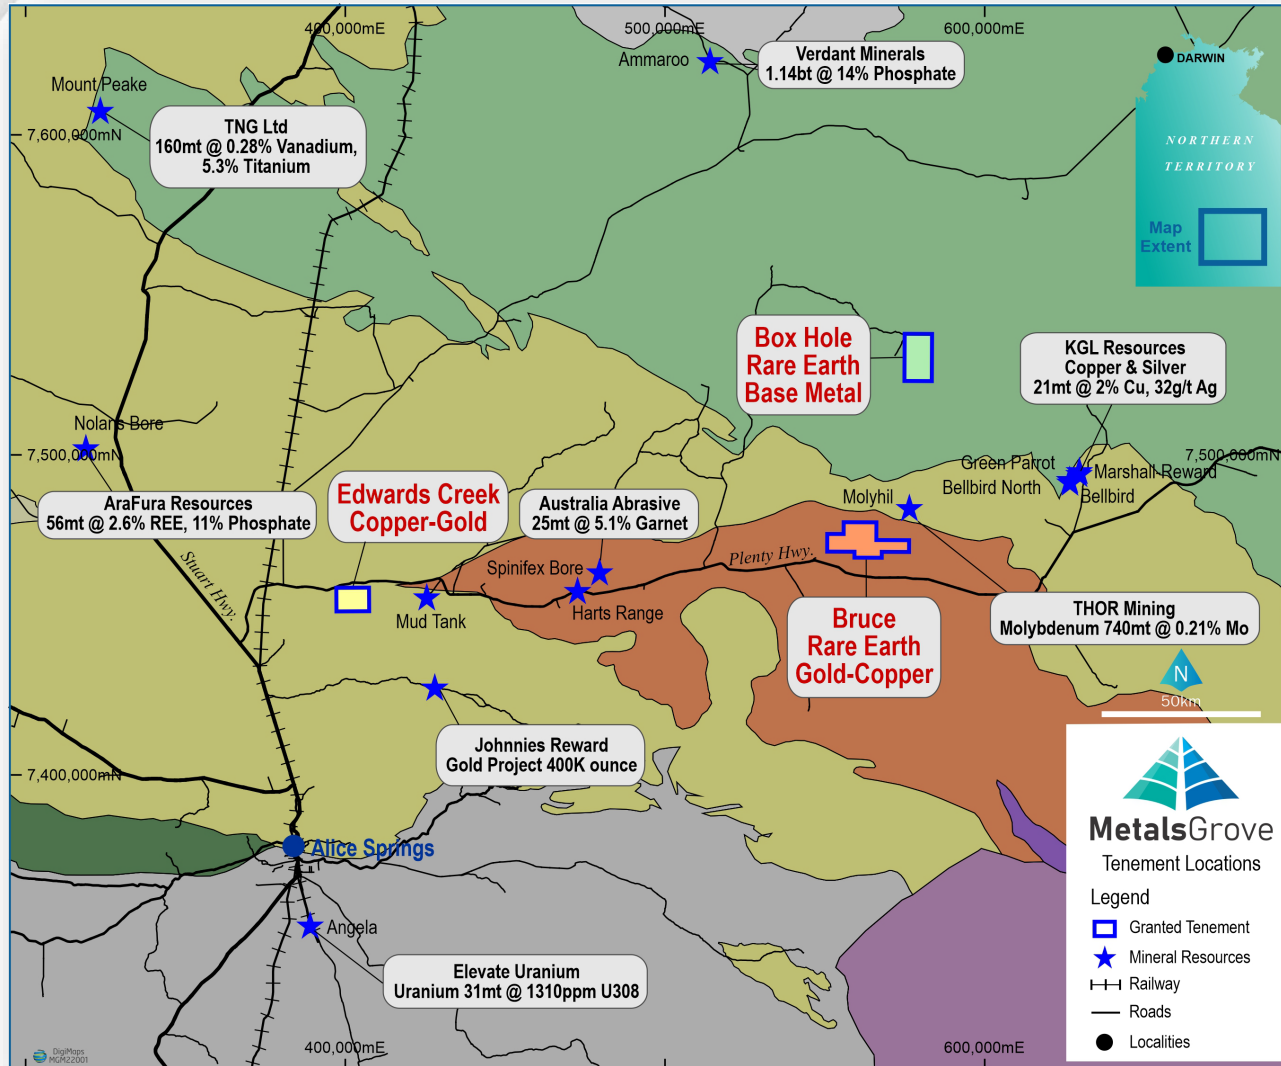 400,000mE
500,000mE
600,000mE
Ammaroo
Verdant Minerals
1.14bt @ 14% Phosphate
DARWIN
NORTHERN
TERRITORY
Map
Extent
Mount Peake
7,600,000mN
TNG Ltd
160mt @ 0.28% Vanadium,
5.3% Titanium
Box Hole
Rare Earth
Base Metal
KGL Resources
Copper & Silver
21mt @ 2% Cu, 32g/t Ag
Nolans Bore
7,500,000mN
7,500,000mN
Green Parrot
Marshall-Reward
Bellbird North
Bellbird
AraFura Resources
56mt @ 2.6% REE, 11% Phosphate
Edwards Creek
Copper-Gold
Australia Abrasive
25mt @ 5.1% Garnet
Molyhil
Stuart Hwy.
Plenty Hwy.
Spinifex Bore
Harts Range
Mud Tank
Bruce
Rare Earth
Gold-Copper
THOR Mining
Molybdenum 740mt @ 0.21% Mo
N
50km
Johnnies Reward
Gold Project 400K ounce
7,400,000mN
Alice Springs
Angela
Elevate Uranium
Uranium 31mt @ 1310ppm U308
MetalsGrove
Tenement Locations
Legend
Granted Tenement
Mineral Resources
Railway
Roads
Localities
DigiMaps
MGM22001
400,000mE
600,000mE